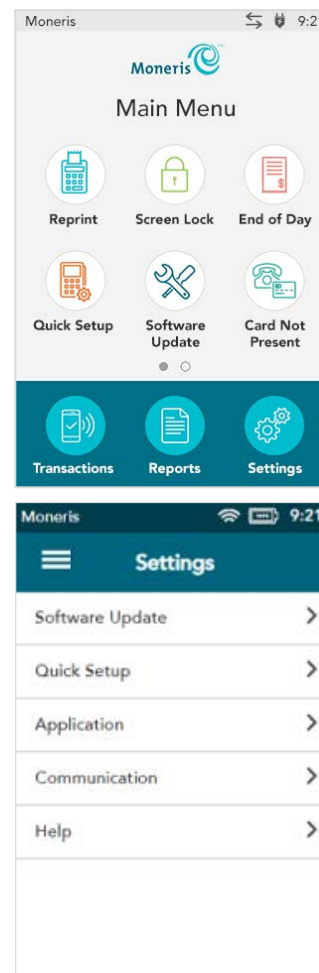 Moneris 9:21
Moneris
Main Menu
Reprint Screen Lock End of Day
Quick Setup Software Update Card Not Present
Transactions Reports Settings
Moneris 9:21
Settings
Software Update
Quick Setup
Application
Communication
Help